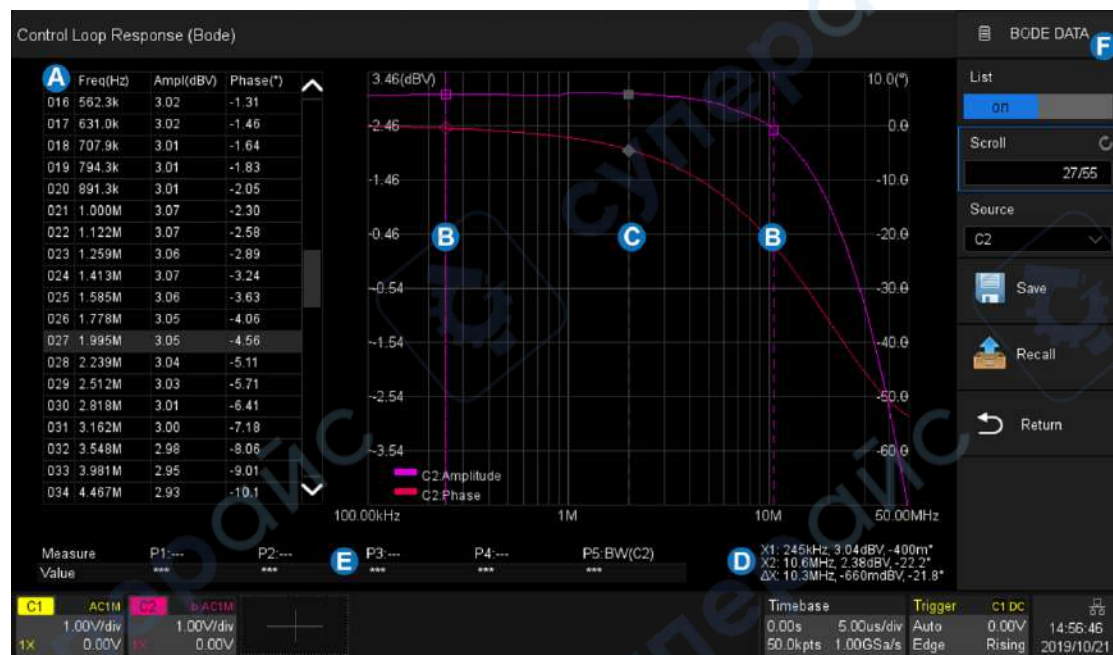 Control Loop Response (Bode)
BODE DATA
F
A
Freq(Hz) Ampl(dBV) Phase(°)
016 562.3k 3.02 -1.31
017 631.0k 3.02 -1.46
018 707.9k 3.01 -1.64
019 794.3k 3.01 -1.83
020 891.3k 3.01 -2.05
021 1.000M 3.07 -2.30
022 1.122M 3.07 -2.58
023 1.259M 3.06 -2.89
024 1.413M 3.07 -3.24
025 1.585M 3.06 -3.63
026 1.778M 3.05 -4.06
027 1.995M 3.05 -4.56
028 2.239M 3.04 -5.11
029 2.512M 3.03 -5.71
030 2.818M 3.01 -6.41
031 3.162M 3.00 -7.18
032 3.548M 2.98 -8.06
033 3.981M 2.95 -9.01
034 4.467M 2.93 -10.1
3.46(dBV) 10.0(°)
-2.46 0.0
-1.46 -10.0
-0.46 -20.0
B C B
-0.54 -30.0
-1.54 -40.0
-2.54 -50.0
-3.54 -60.0
C2:Amplitude
C2:Phase
100.00kHz 1M 10M 50.00MHz
List
on
Scroll
27/55
Source
C2
Save
Recall
Return
Measure P1:--- P2:--- P3:--- P4:--- P5:BW(C2)
Value *** *** *** *** ***
E
D
X1: 245kHz, 3.04dBV, -400m°
X2: 10.6MHz, 2.38dBV, -22.2°
ΔX: 10.3MHz, -660mdBV, -21.8°
C1 AC1M
1.00V/div
1X 0.00V
C2 b AC1M
1.00V/div
1X 0.00V
Timebase
0.00s 5.00us/div
50.0kpts 1.00GSa/s
Trigger C1 DC
Auto 0.00V
Edge Rising
14:56:46
2019/10/21
супер
айс